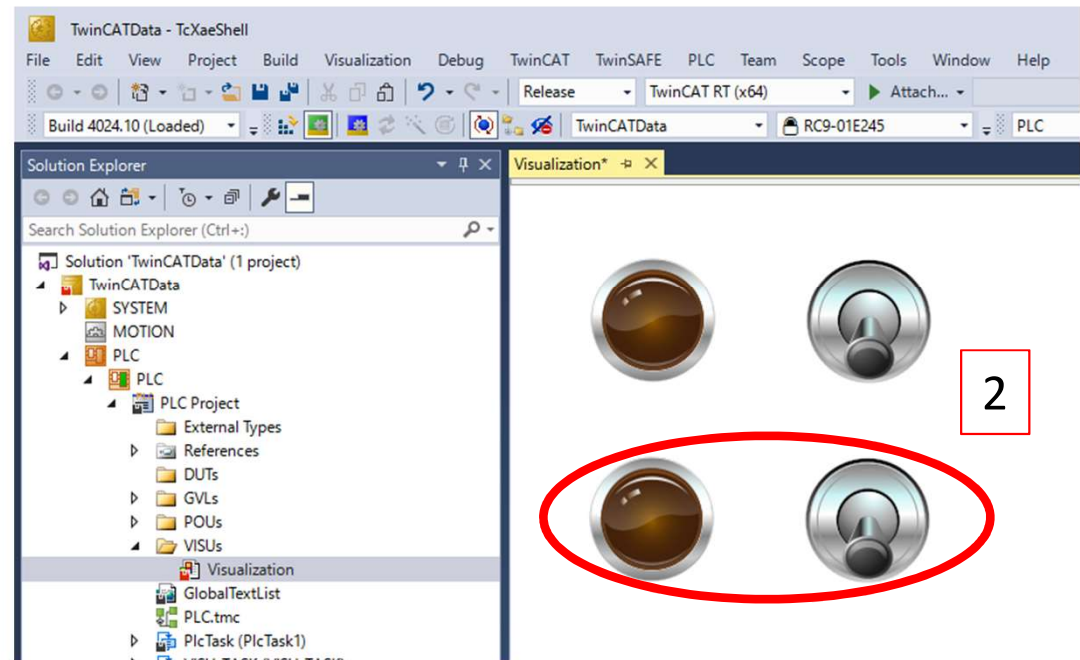 TwinCATData - TcXaeShell
File Edit View Project Build Visualization Debug TwinCAT TwinSAFE PLC Team Scope Tools Window Help
Release TwinCAT RT (x64) Attach...
Build 4024.10 (Loaded) TwinCATData RC9-01E245 PLC
Solution Explorer
Visualization*
Search Solution Explorer (Ctrl+:)
Solution 'TwinCATData' (1 project)
TwinCATData
SYSTEM
MOTION
PLC
PLC
PLC Project
External Types
References
DUTs
GVLs
POUs
VISUs
Visualization
GlobalTextList
PLC.tmc
PlcTask (PlcTask1)
2